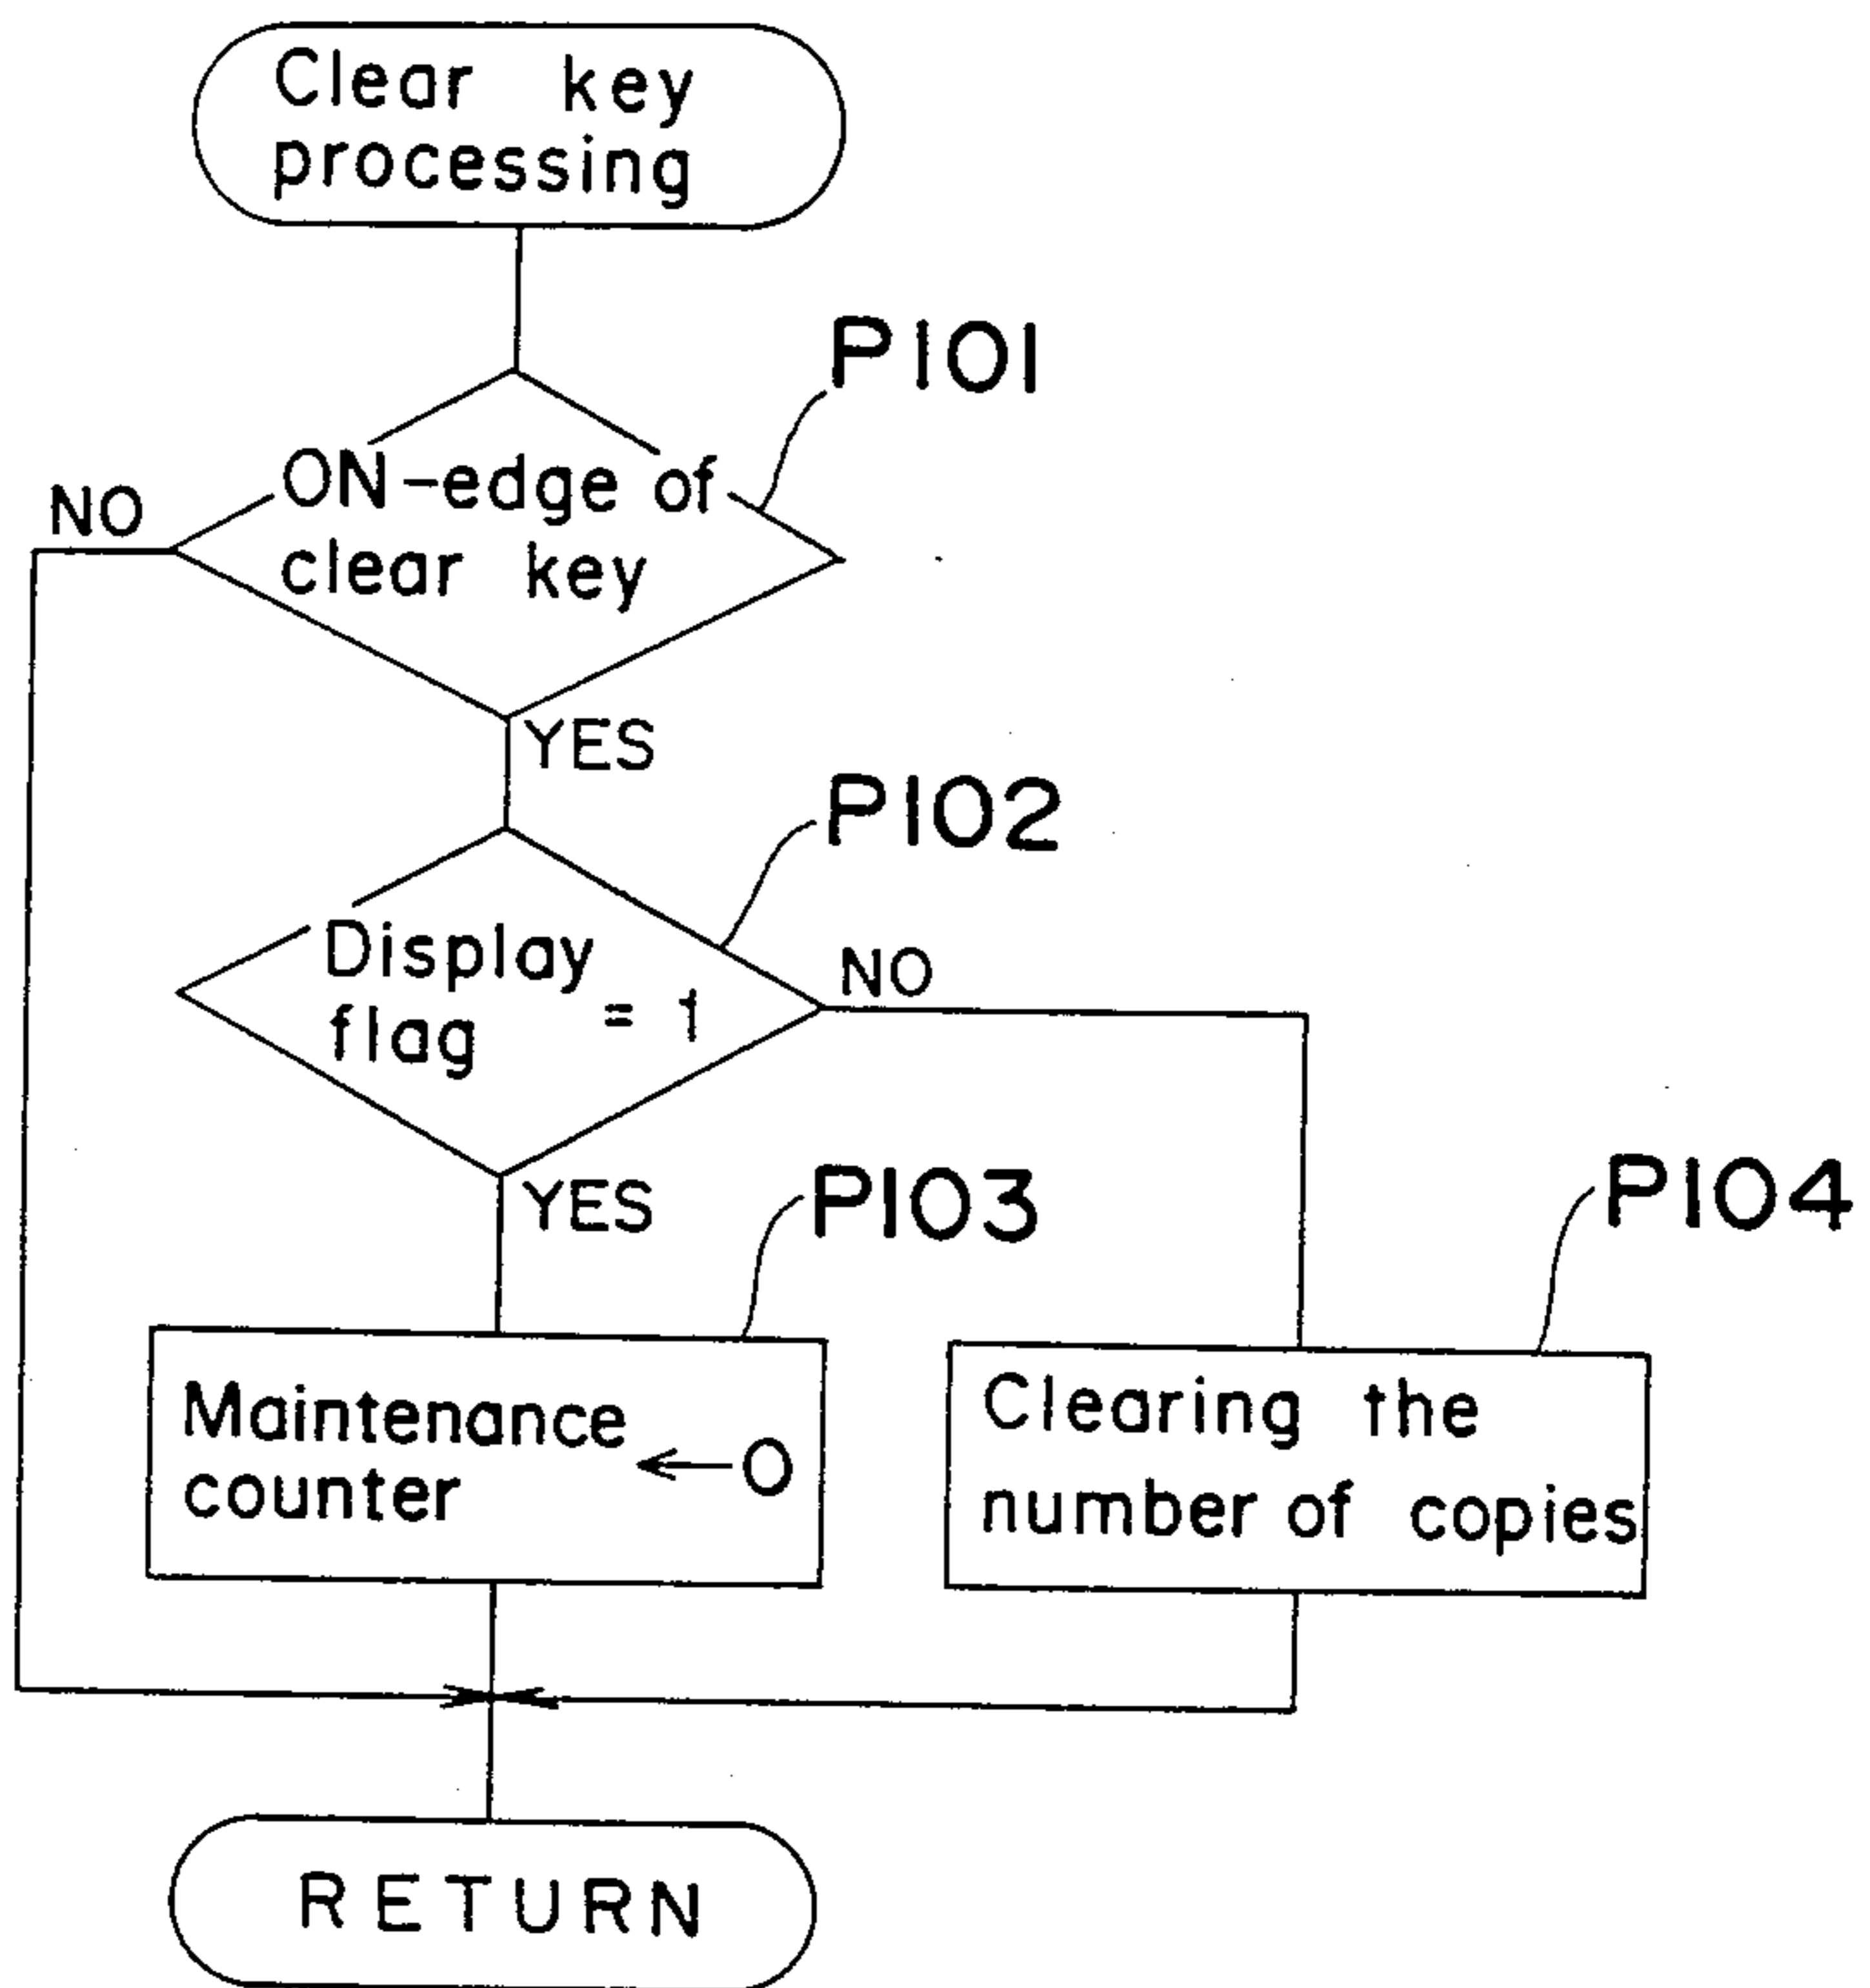 Clear key
processing
P101
ON-edge of
clear key
NO
YES
P102
Display
flag = 1
NO
YES
P103
P104
Maintenance
counter ← 0
Clearing the
number of copies
RETURN